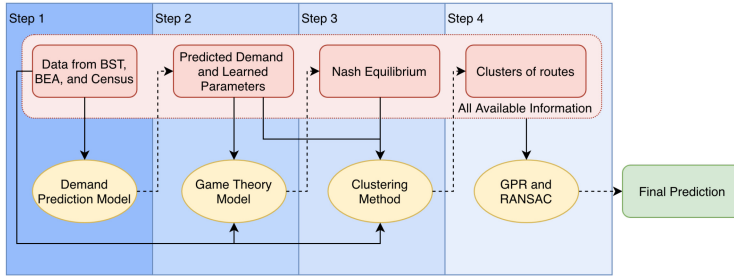 Step 1
Step 2
Step 3
Step 4
Data from BST,
BEA, and Census
Predicted Demand
and Learned
Parameters
Nash Equilibrium
Clusters of routes
All Available Information
Demand
Prediction Model
Game Theory
Model
Clustering
Method
GPR and
RANSAC
Final Prediction